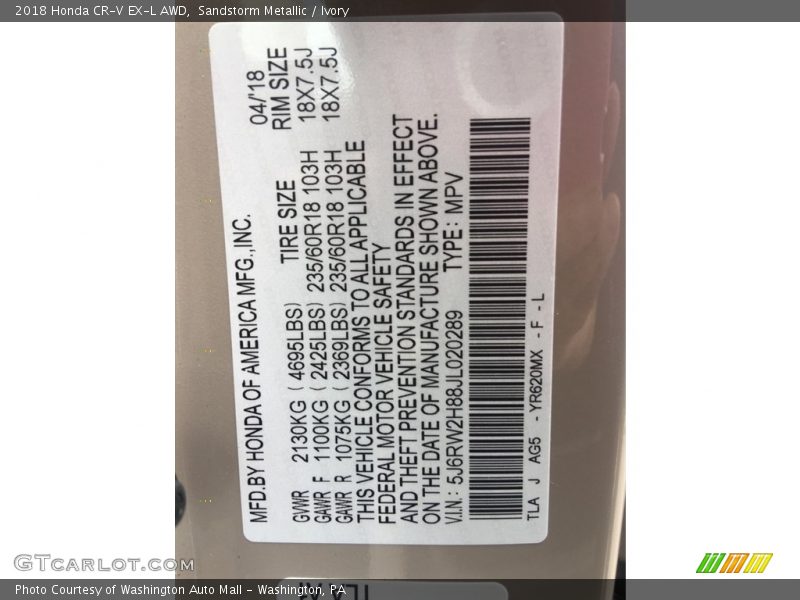 2018 Honda CR-V EX-L AWD, Sandstorm Metallic / Ivory
MFD.BY HONDA OF AMERICA MFG.,INC. 04/'18
TIRE SIZE RIM SIZE
GVWR 2130KG ( 4695LBS)
GAWR F 1100KG ( 2425LBS) 235/60R18 103H 18X7.5J
GAWR R 1075KG ( 2369LBS) 235/60R18 103H 18X7.5J
THIS VEHICLE CONFORMS TO ALL APPLICABLE
FEDERAL MOTOR VEHICLE SAFETY
AND THEFT PREVENTION STANDARDS IN EFFECT
ON THE DATE OF MANUFACTURE SHOWN ABOVE.
V.I.N.: 5J6RW2H88JL020289 TYPE: MPV
TLA J AG5 - YR620MX - F - L
GTCarlot.com
Photo Courtesy of Washington Auto Mall - Washington, PA